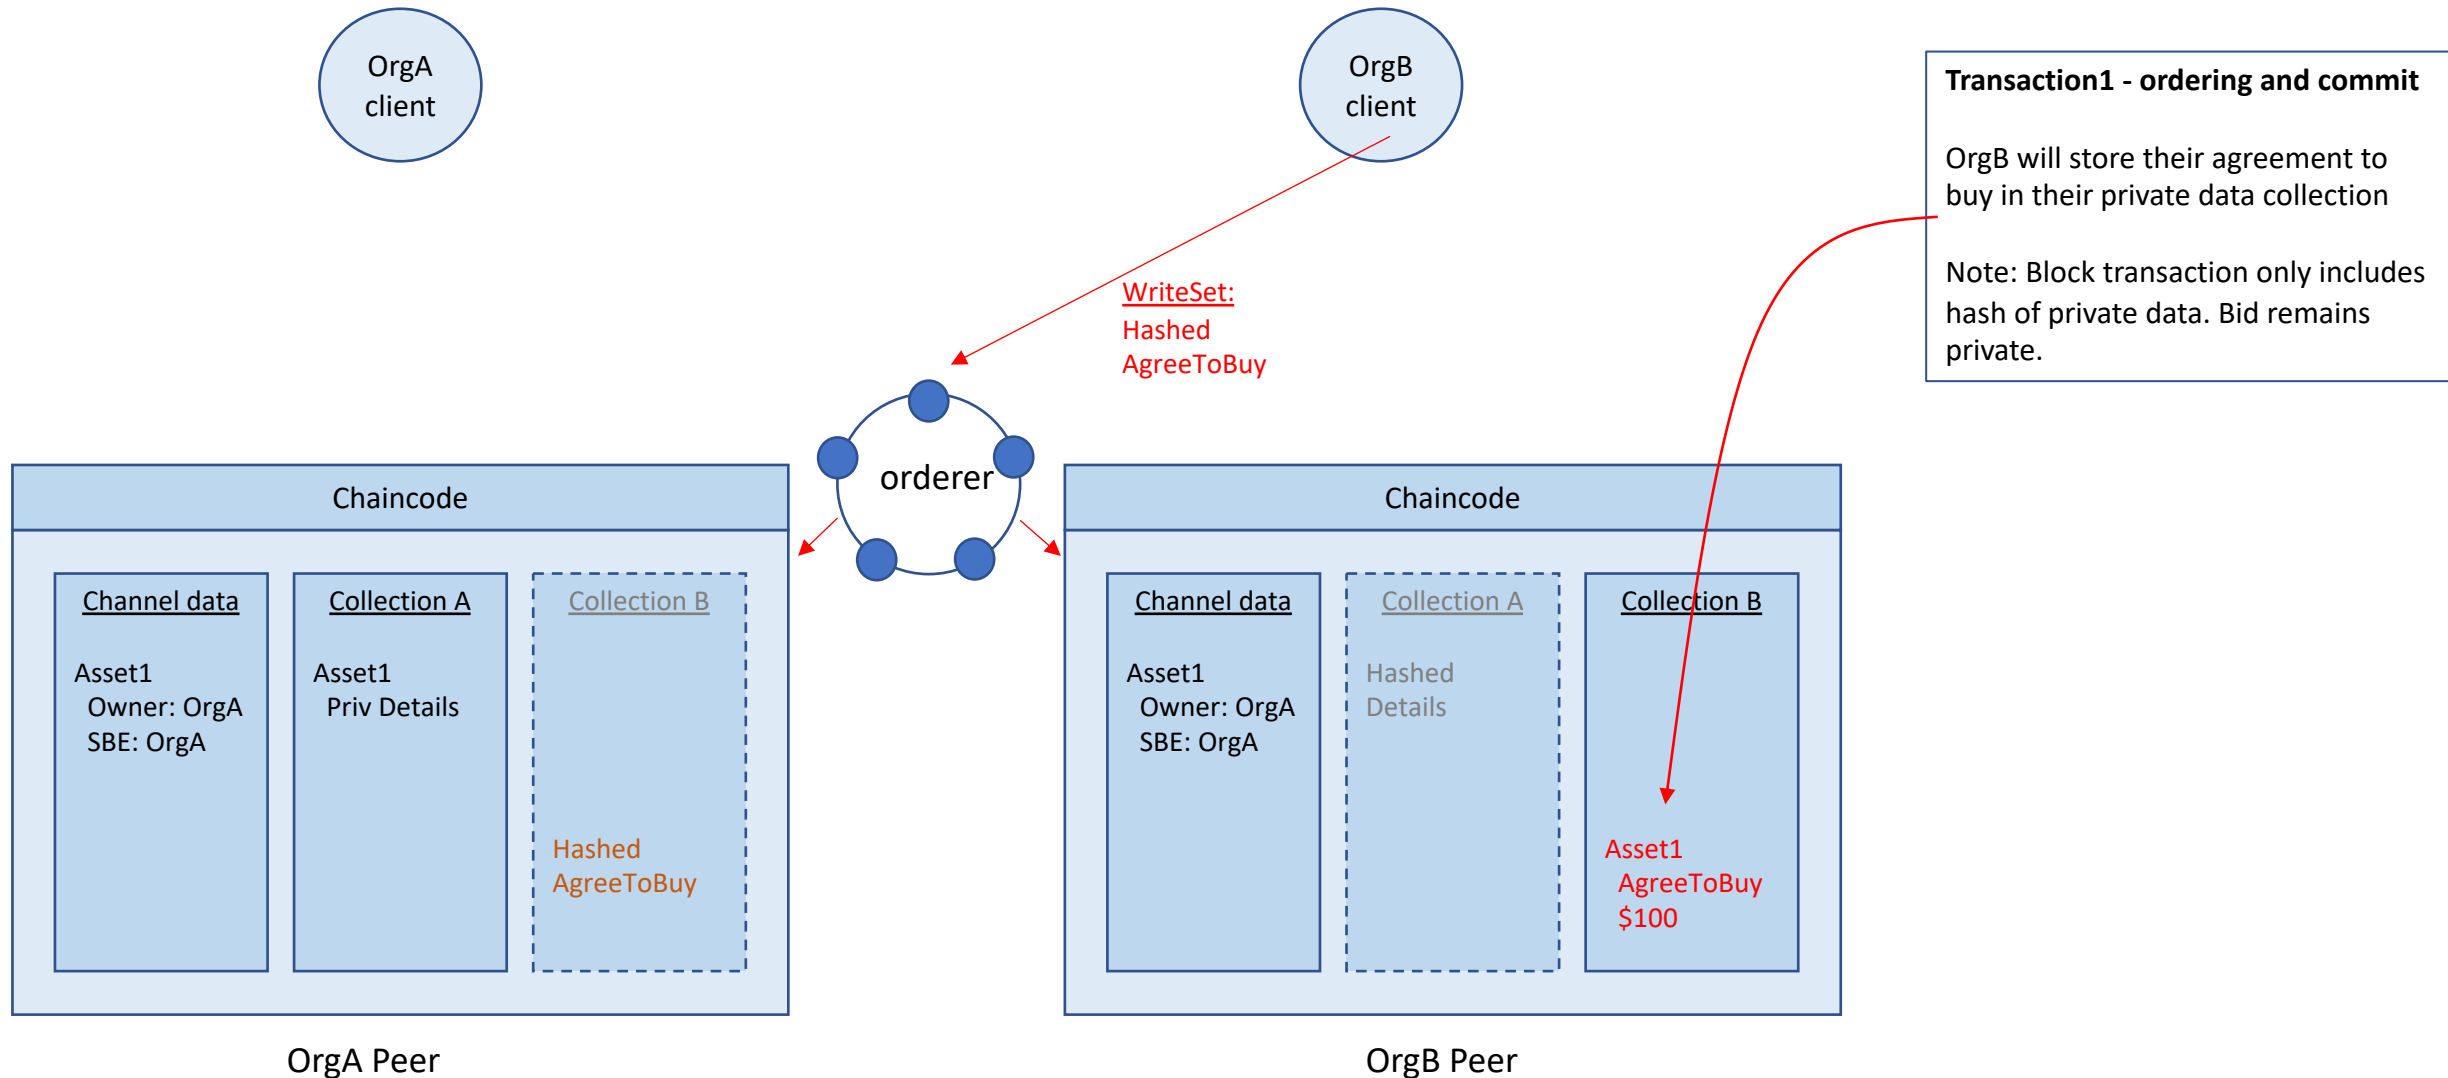 OrgA
client
OrgB
client
Transaction1 - ordering and commit
OrgB will store their agreement to
buy in their private data collection
Note: Block transaction only includes
hash of private data. Bid remains
private.
WriteSet:
Hashed
AgreeToBuy
orderer
Chaincode
Channel data
Asset1
Owner: OrgA
SBE: OrgA
Collection A
Asset1
Priv Details
Collection B
Hashed
AgreeToBuy
OrgA Peer
Chaincode
Channel data
Asset1
Owner: OrgA
SBE: OrgA
Collection A
Hashed
Details
Collection B
Asset1
AgreeToBuy
$100
OrgB Peer